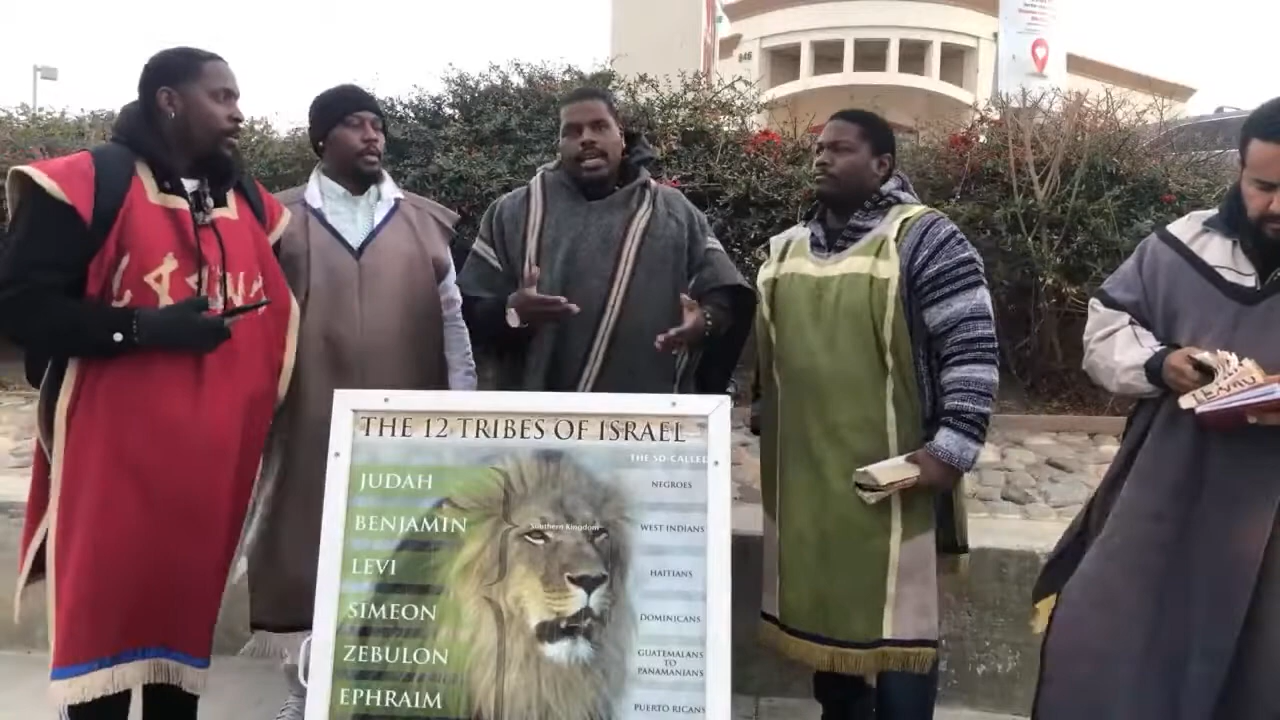 THE 12 TRIBES OF ISRAEL
THE SO-CALLED
JUDAH
NEGROES
BENJAMIN
Southern Kingdom
WEST INDIANS
LEVI
HAITIANS
SIMEON
DOMINICANS
ZEBULON
GUATEMALANS
TO
PANAMANIANS
EPHRAIM
PUERTO RICANS